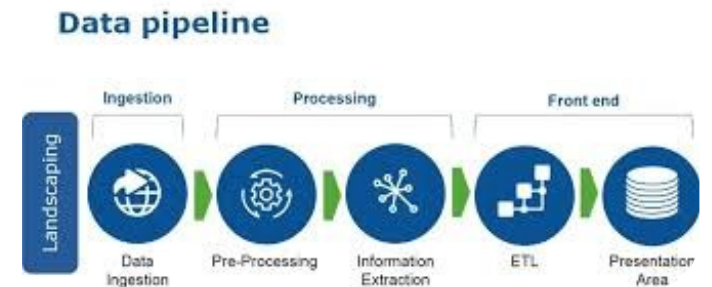 Data pipeline
Ingestion
Processing
Front end
Landscaping
Data
Ingestion
Pre-Processing
Information
Extraction
ETL
Presentation
Area